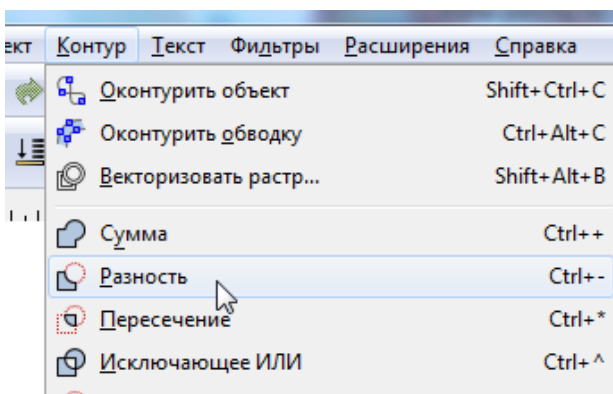 ект Контур Текст Фильтры Расширения Справка
Оконтурить объект Shift+Ctrl+C
Оконтурить обводку Ctrl+Alt+C
Векторизовать растр... Shift+Alt+B
Сумма Ctrl++
Разность Ctrl+-
Пересечение Ctrl+*
Исключающее ИЛИ Ctrl+^